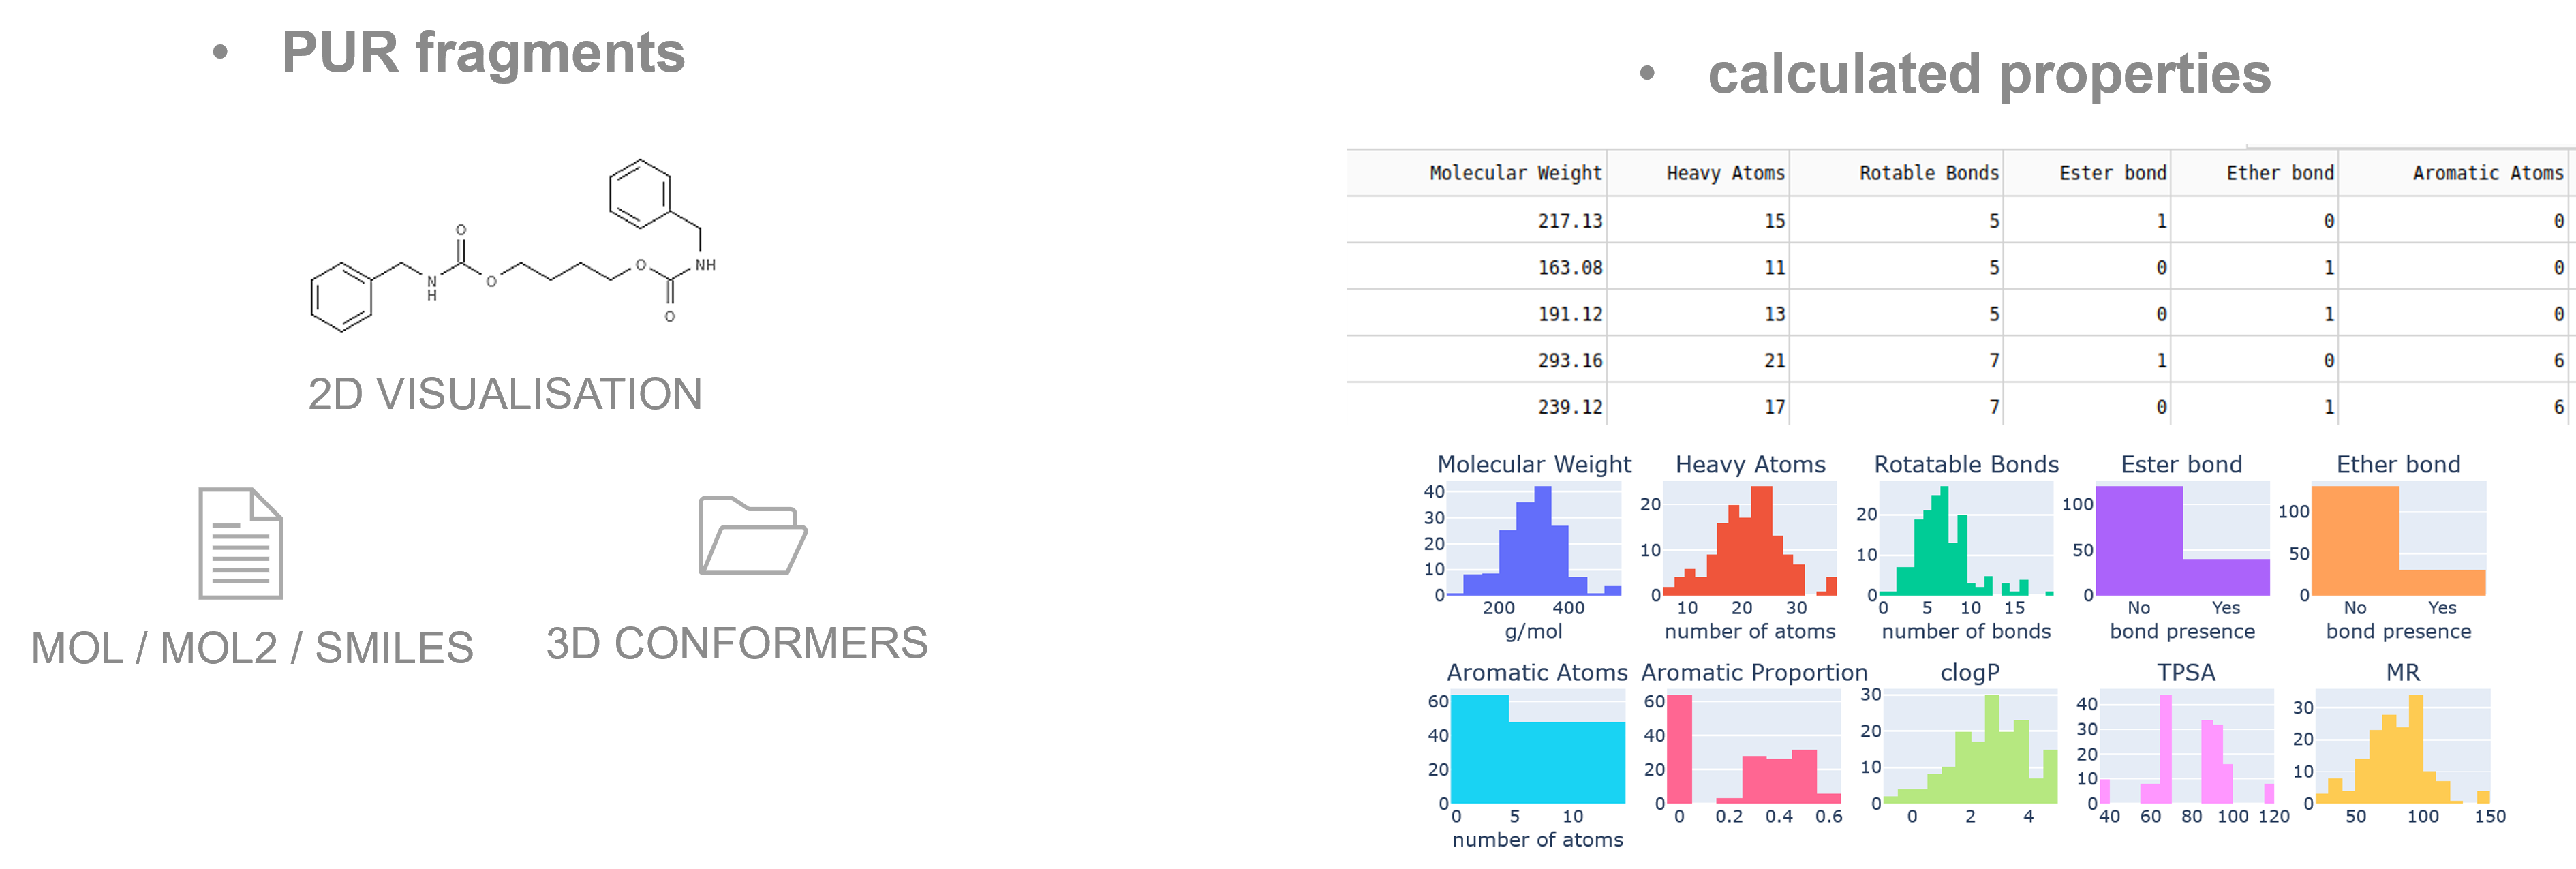 • PUR fragments
O
N
H
O
O
O
NH
2D VISUALISATION
MOL / MOL2 / SMILES
3D CONFORMERS
• calculated properties
Molecular Weight Heavy Atoms Rotable Bonds Ester bond Ether bond Aromatic Atoms
217.13 15 5 1 0 0
163.08 11 5 0 1 0
191.12 13 5 0 1 0
293.16 21 7 1 0 6
239.12 17 7 0 1 6
Molecular Weight
40
30
20
10
0
200 400
g/mol
Heavy Atoms
20
10
0
10 20 30
number of atoms
Rotatable Bonds
20
10
0
0 5 10 15
number of bonds
Ester bond
100
50
0
No Yes
bond presence
Ether bond
100
50
0
No Yes
bond presence
Aromatic Atoms
60
40
20
0
0 5 10
number of atoms
Aromatic Proportion
60
40
20
0
0 0.2 0.4 0.6
clogP
30
20
10
0
0 2 4
TPSA
40
30
20
10
0
40 60 80 100 120
MR
30
20
10
0
50 100 150